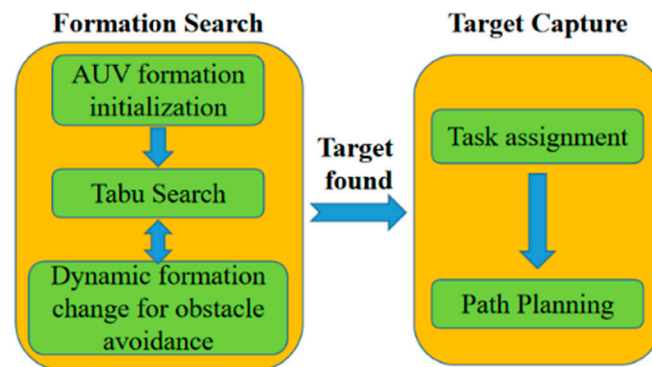 Formation Search
AUV formation
initialization
Tabu Search
Dynamic formation
change for obstacle
avoidance
Target
found
Target Capture
Task assignment
Path Planning